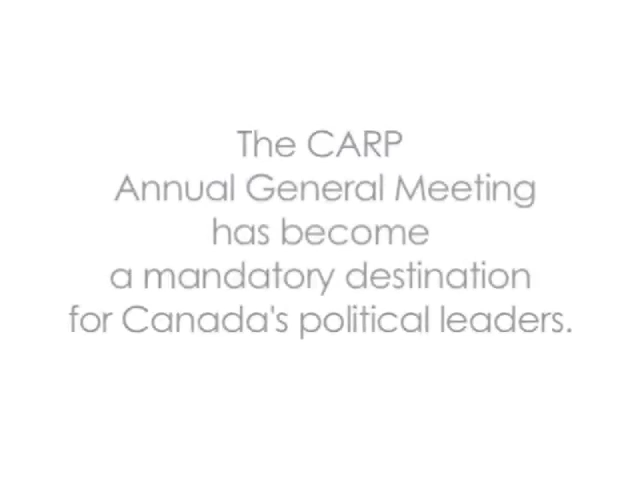 The CARP
Annual General Meeting
has become
a mandatory destination
for Canada's political leaders.